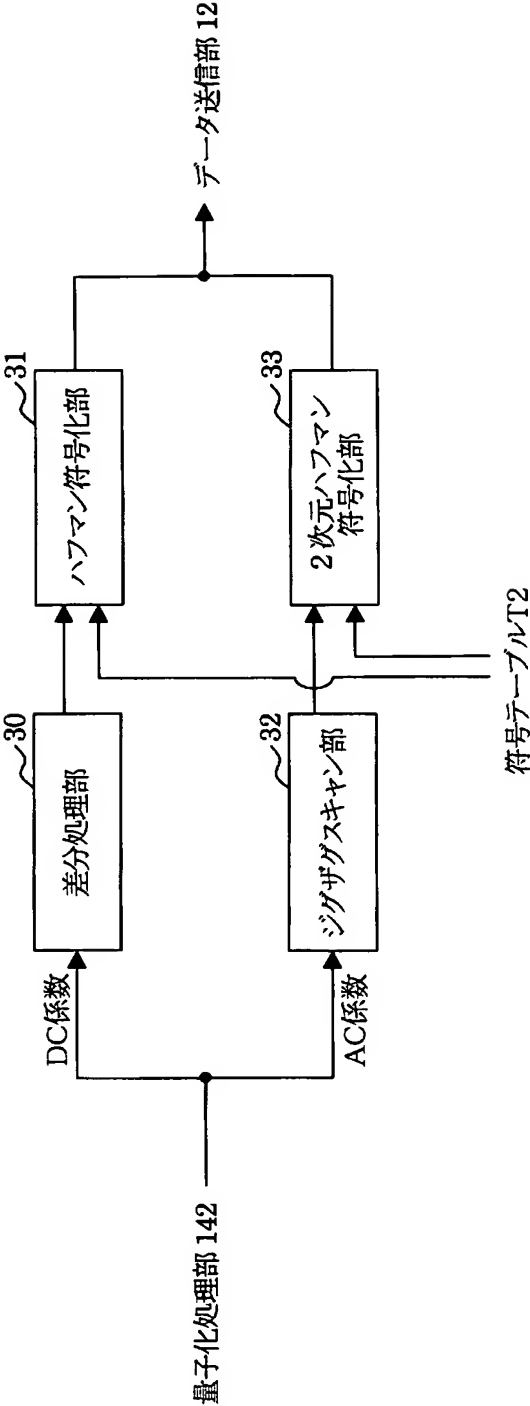 量子化処理部 142
DC係数
差分処理部
30
ハフマン符号化部
31
AC係数
ジグザグスキャン部
32
2次元ハフマン
符号化部
33
符号テーブルT2
データ送信部 12